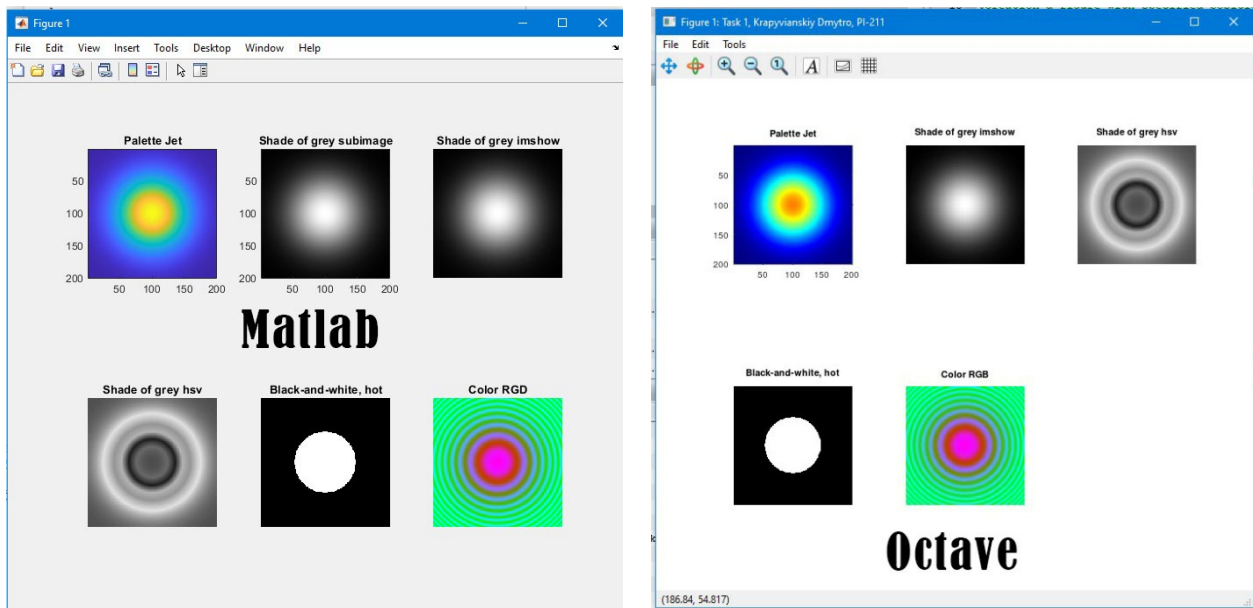 Figure 1
File Edit View Insert Tools Desktop Window Help
Palette Jet
Shade of grey subimage
Shade of grey imshow
50
100
150
200
50 100 150 200
50
100
150
200
50 100 150 200
Matlab
Shade of grey hsv
Black-and-white, hot
Color RGD
Figure 1: Task 1, Krapyvianskiy Dmytro, PI-211
File Edit Tools
1
A
Palette Jet
Shade of grey imshow
Shade of grey hsv
50
100
150
200
50 100 150 200
Black-and-white, hot
Color RGB
Octave
(186.84, 54.817)